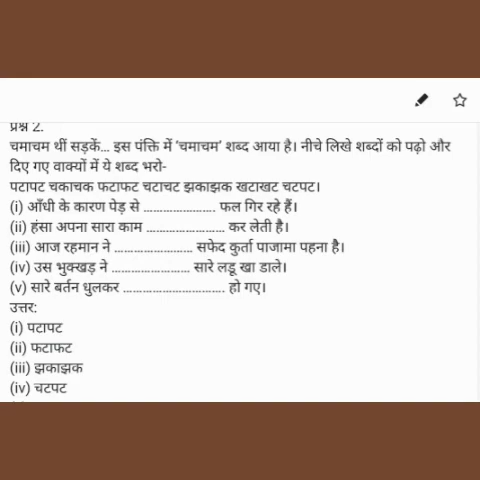 प्रश्न 2.
चमाचम थीं सड़कें... इस पंक्ति में ‘चमाचम’ शब्द आया है। नीचे लिखे शब्दों को पढ़ो और
दिए गए वाक्यों में ये शब्द भरो-
पटापट चकाचक फटाफट चटाचट झकाझक खटाखट चटपट।
(i) आँधी के कारण पेड़ से ...................... फल गिर रहे हैं।
(ii) हंसा अपना सारा काम ........................ कर लेती है।
(iii) आज रहमान ने ........................ सफेद कुर्ता पाजामा पहना है।
(iv) उस भुक्खड़ ने ........................ सारे लडू खा डाले।
(v) सारे बर्तन धुलकर ............................... हो गए।
उत्तर:
(i) पटापट
(ii) फटाफट
(iii) झकाझक
(iv) चटपट